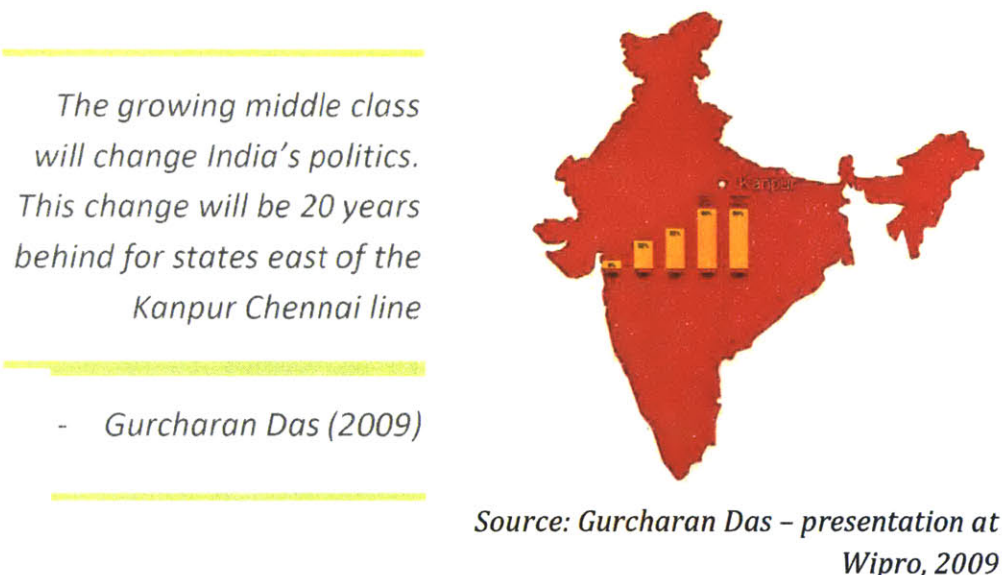 The growing middle class
will change India's politics.
This change will be 20 years
behind for states east of the
Kanpur Chennai line
- Gurcharan Das (2009)
Kanpur
Source: Gurcharan Das – presentation at
Wipro, 2009